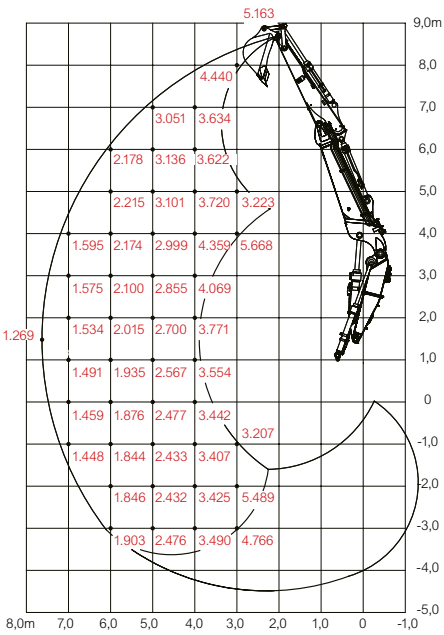 5.163
9,0m
4.440
8,0
3.051 3.634
7,0
2.178 3.136 3.622
6,0
2.215 3.101 3.720 3.223
5,0
1.595 2.174 2.999 4.359 5.668
4,0
1.575 2.100 2.855 4.069
3,0
1.534 2.015 2.700 3.771
2,0
1.269
1.491 1.935 2.567 3.554
1,0
1.459 1.876 2.477 3.442
0
3.207
1.448 1.844 2.433 3.407
-1,0
1.846 2.432 3.425 5.489
-2,0
1.903 2.476 3.490 4.766
-3,0
-4,0
-5,0
8,0m 7,0 6,0 5,0 4,0 3,0 2,0 1,0 0 -1,0